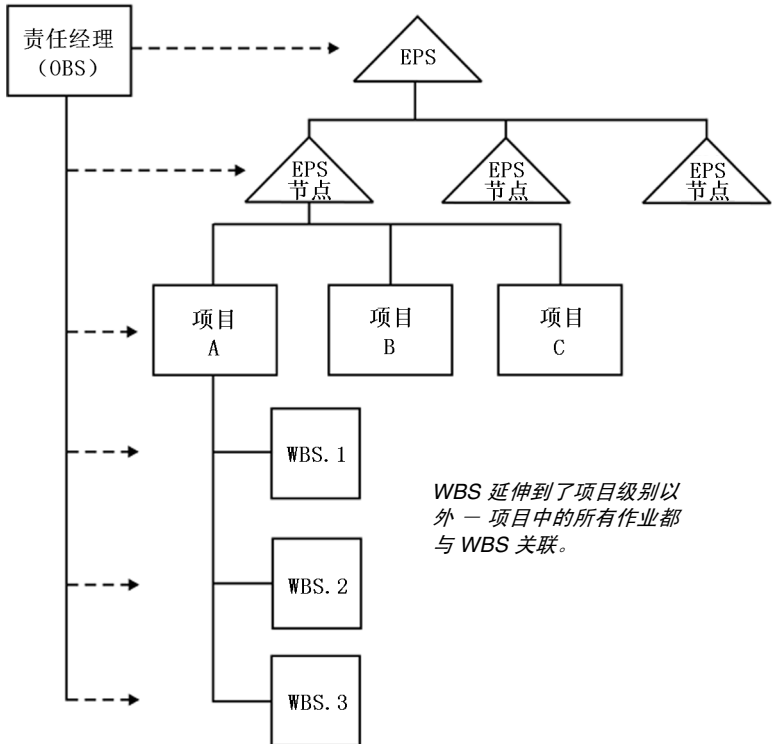 责任经理
（OBS）
EPS
EPS
节点
EPS
节点
EPS
节点
项目
A
项目
B
项目
C
WBS.1
WBS 延伸到了项目级别以
外 － 项目中的所有作业都
与 WBS 关联。
WBS.2
WBS.3